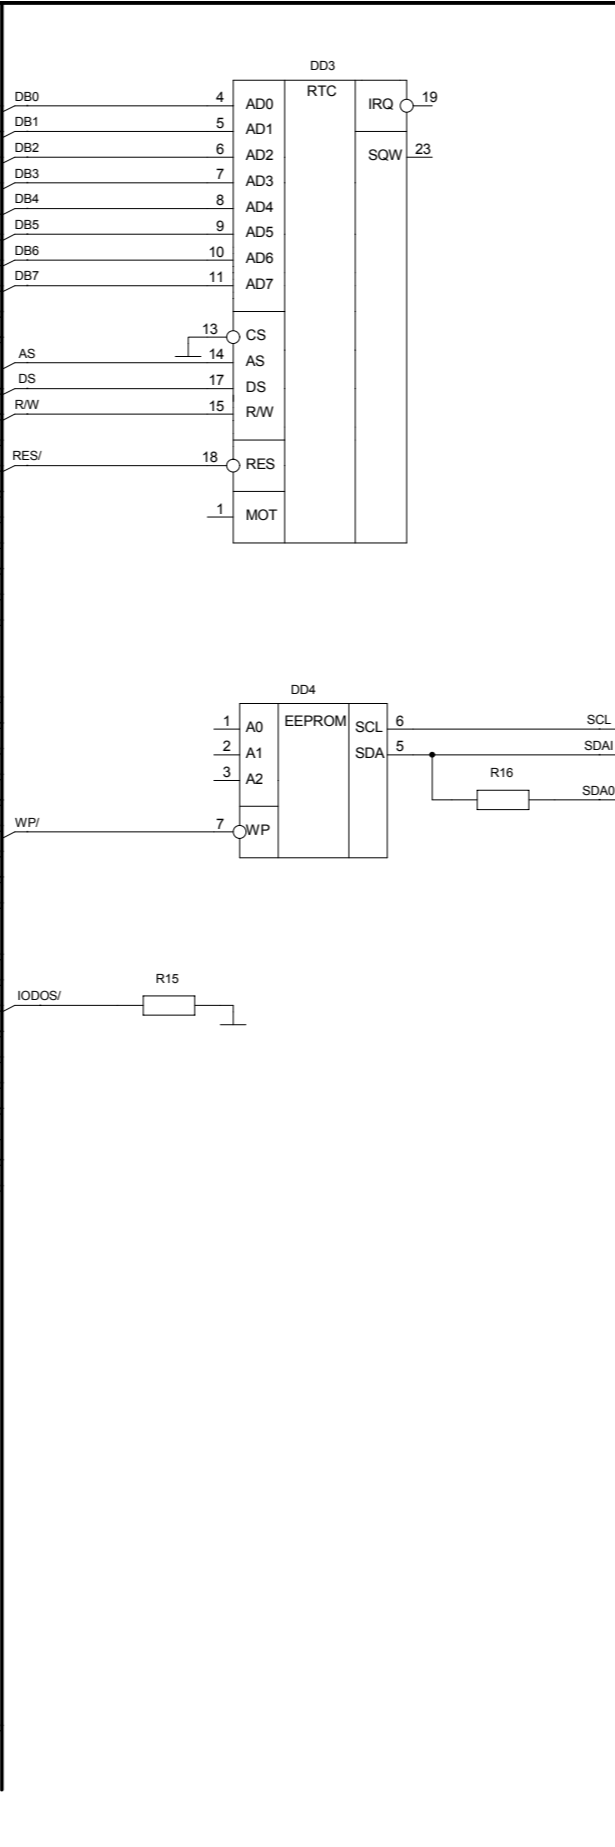 DD3
DB0 4 AD0 RTC IRQ 19
DB1 5 AD1
DB2 6 AD2 SQW 23
DB3 7 AD3
DB4 8 AD4
DB5 9 AD5
DB6 10 AD6
DB7 11 AD7
13 CS
AS 14 AS
DS 17 DS
R/W 15 R/W
RES/ 18 RES
1 MOT
DD4
1 A0 EEPROM SCL 6 SCL
2 A1 SDA 5 SDAI
3 A2 R16 SDA0
WP/ 7 WP
R15
IODOS/